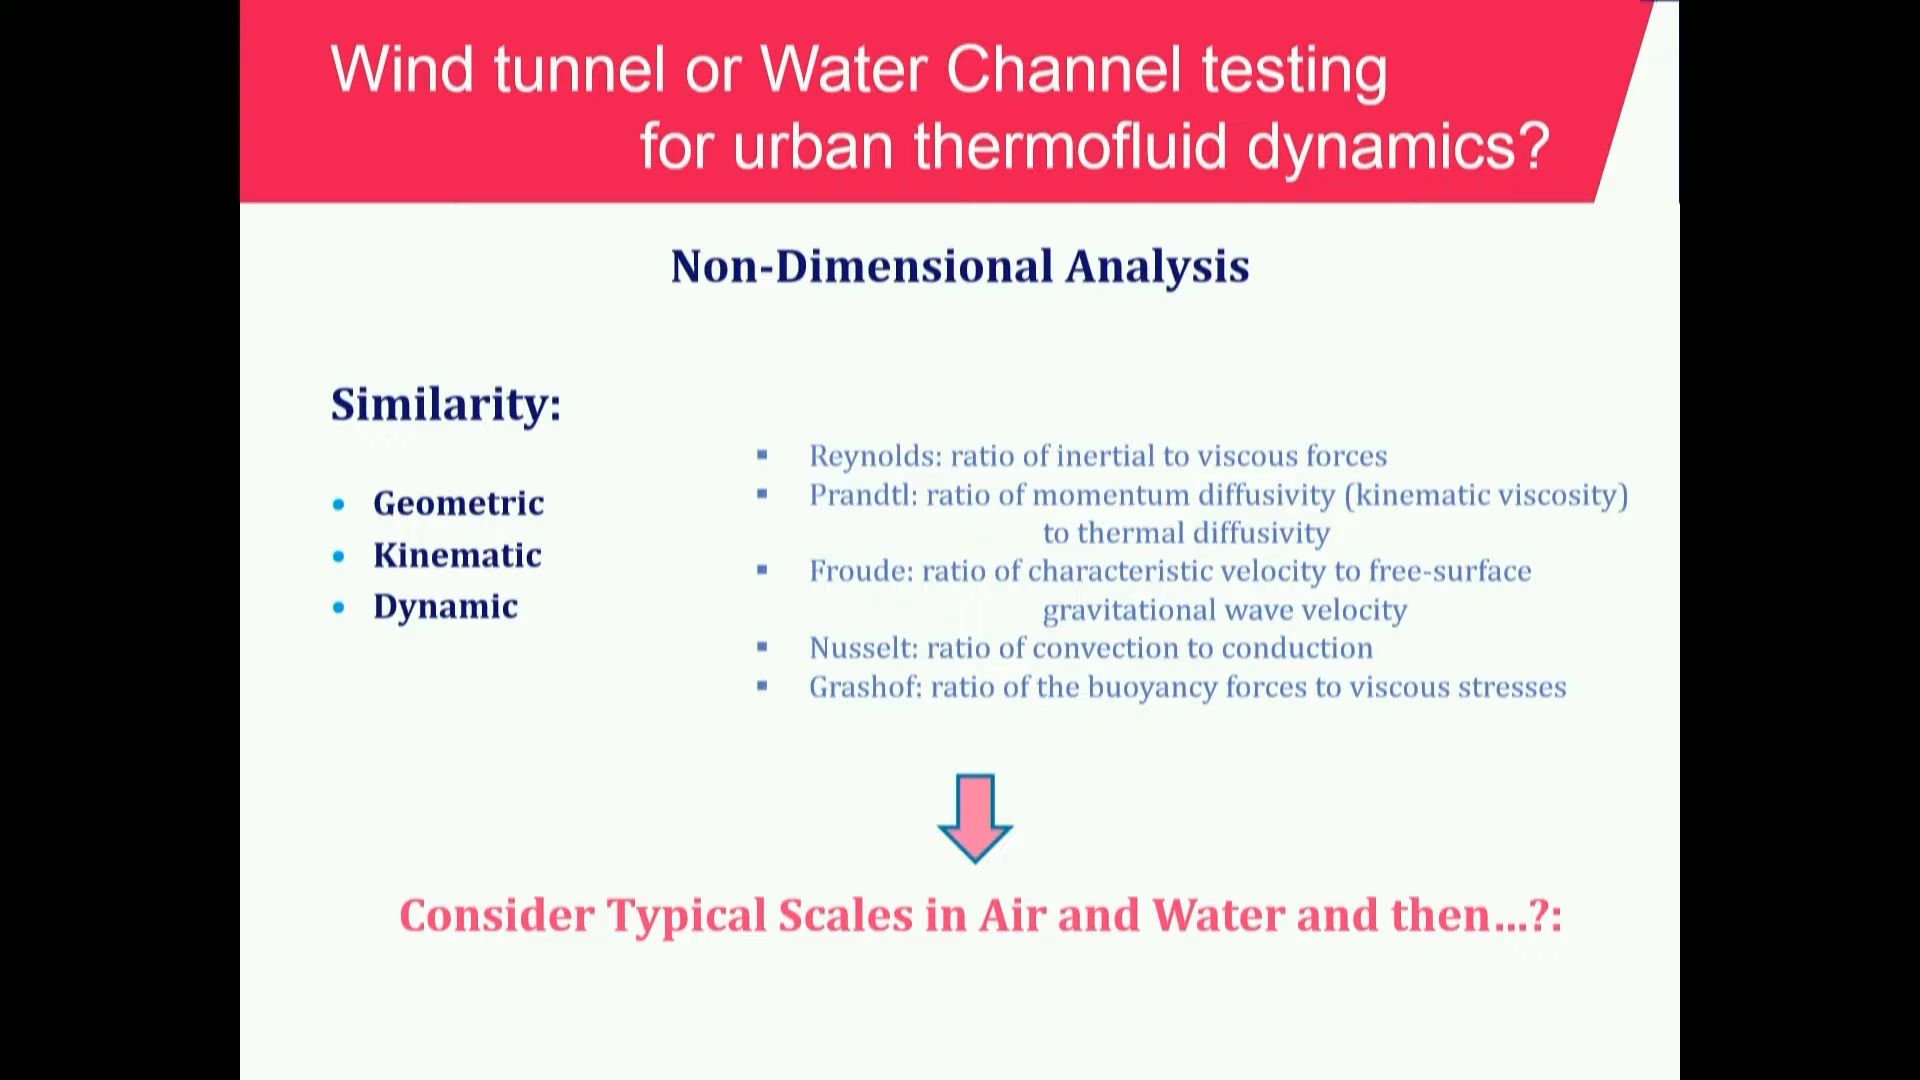 Wind tunnel or Water Channel testing
for urban thermofluid dynamics?
Non-Dimensional Analysis
Similarity:
• Geometric
• Kinematic
• Dynamic
▪ Reynolds: ratio of inertial to viscous forces
▪ Prandtl: ratio of momentum diffusivity (kinematic viscosity)
to thermal diffusivity
▪ Froude: ratio of characteristic velocity to free-surface
gravitational wave velocity
▪ Nusselt: ratio of convection to conduction
▪ Grashof: ratio of the buoyancy forces to viscous stresses
Consider Typical Scales in Air and Water and then...?: